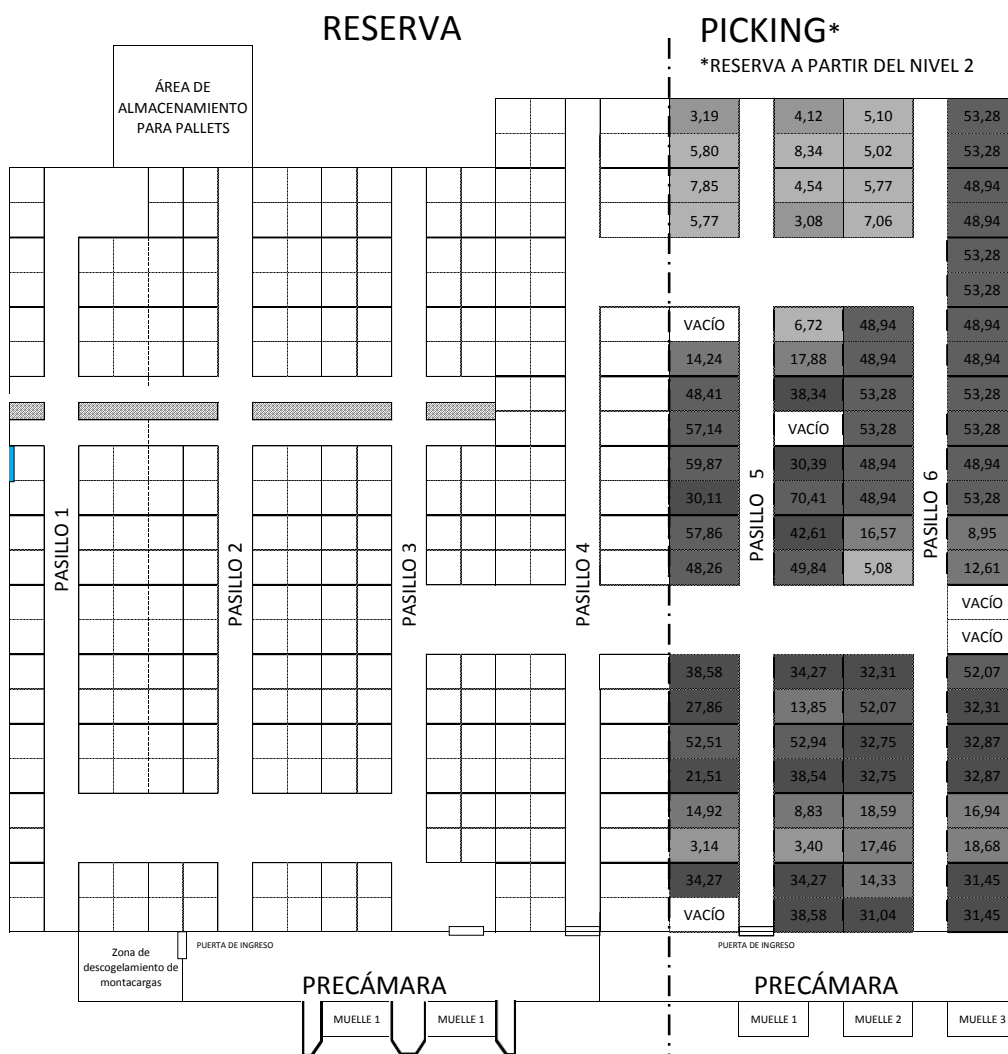 RESERVA
PICKING*
*RESERVA A PARTIR DEL NIVEL 2
ÁREA DE
ALMACENAMIENTO
PARA PALLETS
3,19 4,12 5,10 53,28
5,80 8,34 5,02 53,28
7,85 4,54 5,77 48,94
5,77 3,08 7,06 48,94
53,28
53,28
VACÍO 6,72 48,94 48,94
14,24 17,88 48,94 48,94
48,41 38,34 53,28 53,28
57,14 VACÍO 53,28 53,28
59,87 30,39 48,94 48,94
30,11 70,41 48,94 53,28
57,86 42,61 16,57 8,95
48,26 49,84 5,08 12,61
VACÍO
VACÍO
PASILLO 1
PASILLO 2
PASILLO 3
PASILLO 4
PASILLO 5
PASILLO 6
38,58 34,27 32,31 52,07
27,86 13,85 52,07 32,31
52,51 52,94 32,75 32,87
21,51 38,54 32,75 32,87
14,92 8,83 18,59 16,94
3,14 3,40 17,46 18,68
34,27 34,27 14,33 31,45
VACÍO 38,58 31,04 31,45
Zona de
descogelamiento de
montacargas
PUERTA DE INGRESO
PUERTA DE INGRESO
PRECÁMARA
PRECÁMARA
MUELLE 1
MUELLE 1
MUELLE 1
MUELLE 2
MUELLE 3